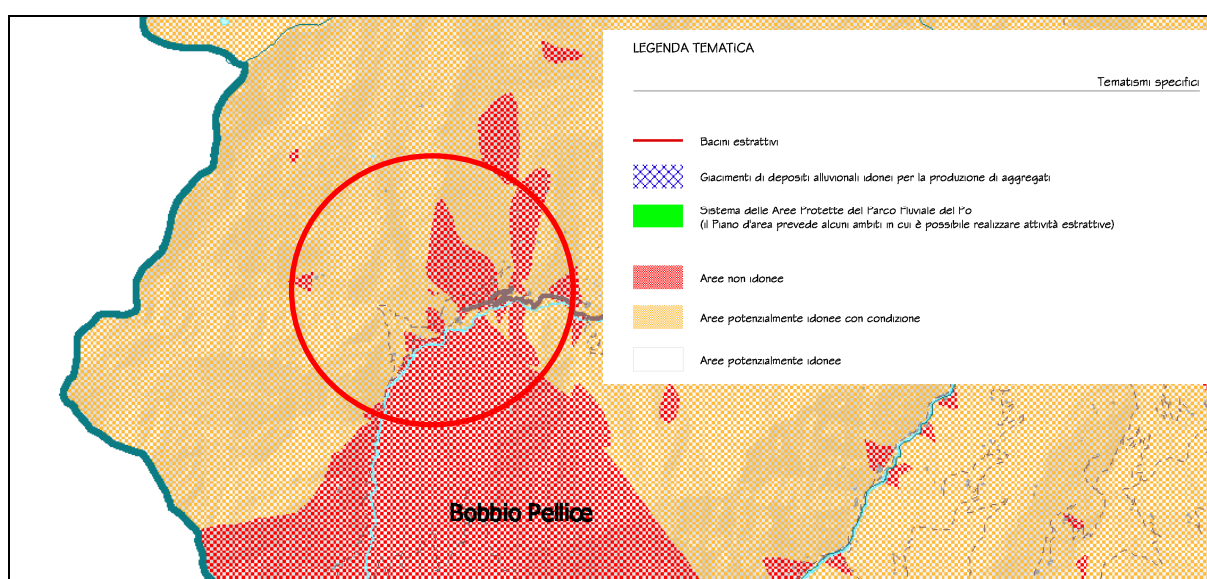 LEGENDA TEMATICA
Tematismi specifici
Bacini estrattivi
Giacimenti di depositi alluvionali idonei per la produzione di aggregati
Sistema delle Aree Protette del Parco Fluviale del Po
(il Piano d'area prevede alcuni ambiti in cui è possibile realizzare attività estrattive)
Aree non idonee
Aree potenzialmente idonee con condizione
Aree potenzialmente idonee
Bobbio Pellice